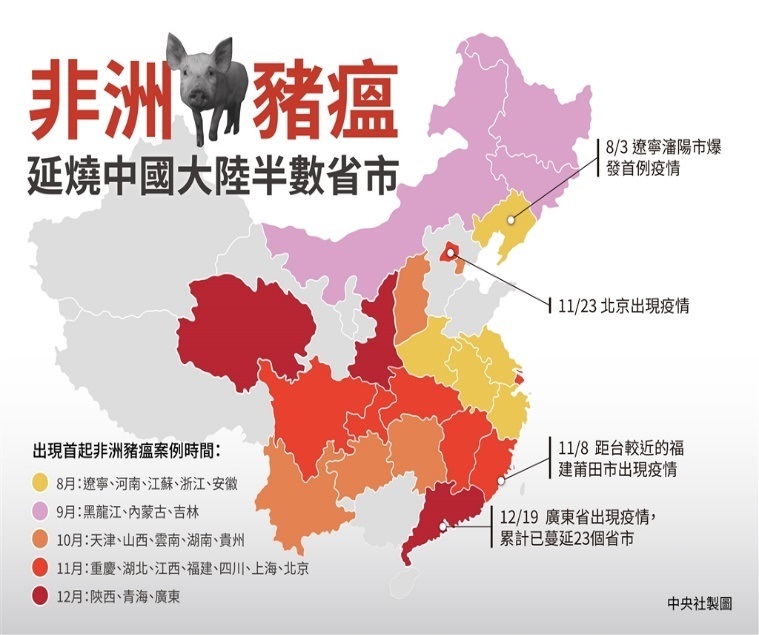 非洲豬瘟
延燒中國大陸半數省市
8/3 遼寧瀋陽市爆
發首例疫情
11/23 北京出現疫情
11/8 距台較近的福
建莆田市出現疫情
12/19 廣東省出現疫情，
累計已蔓延23個省市
出現首起非洲豬瘟案例時間：
8月：遼寧、河南、江蘇、浙江、安徽
9月：黑龍江、內蒙古、吉林
10月：天津、山西、雲南、湖南、貴州
11月：重慶、湖北、江西、福建、四川、上海、北京
12月：陝西、青海、廣東
中央社製圖